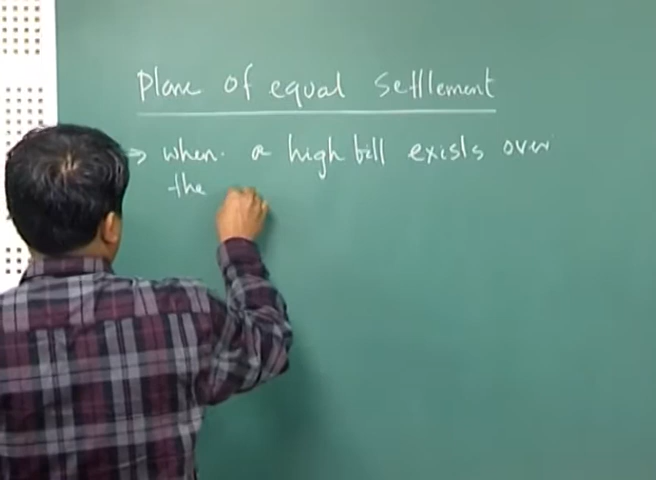 Plane of equal settlement
→ when a high fill exists over
the